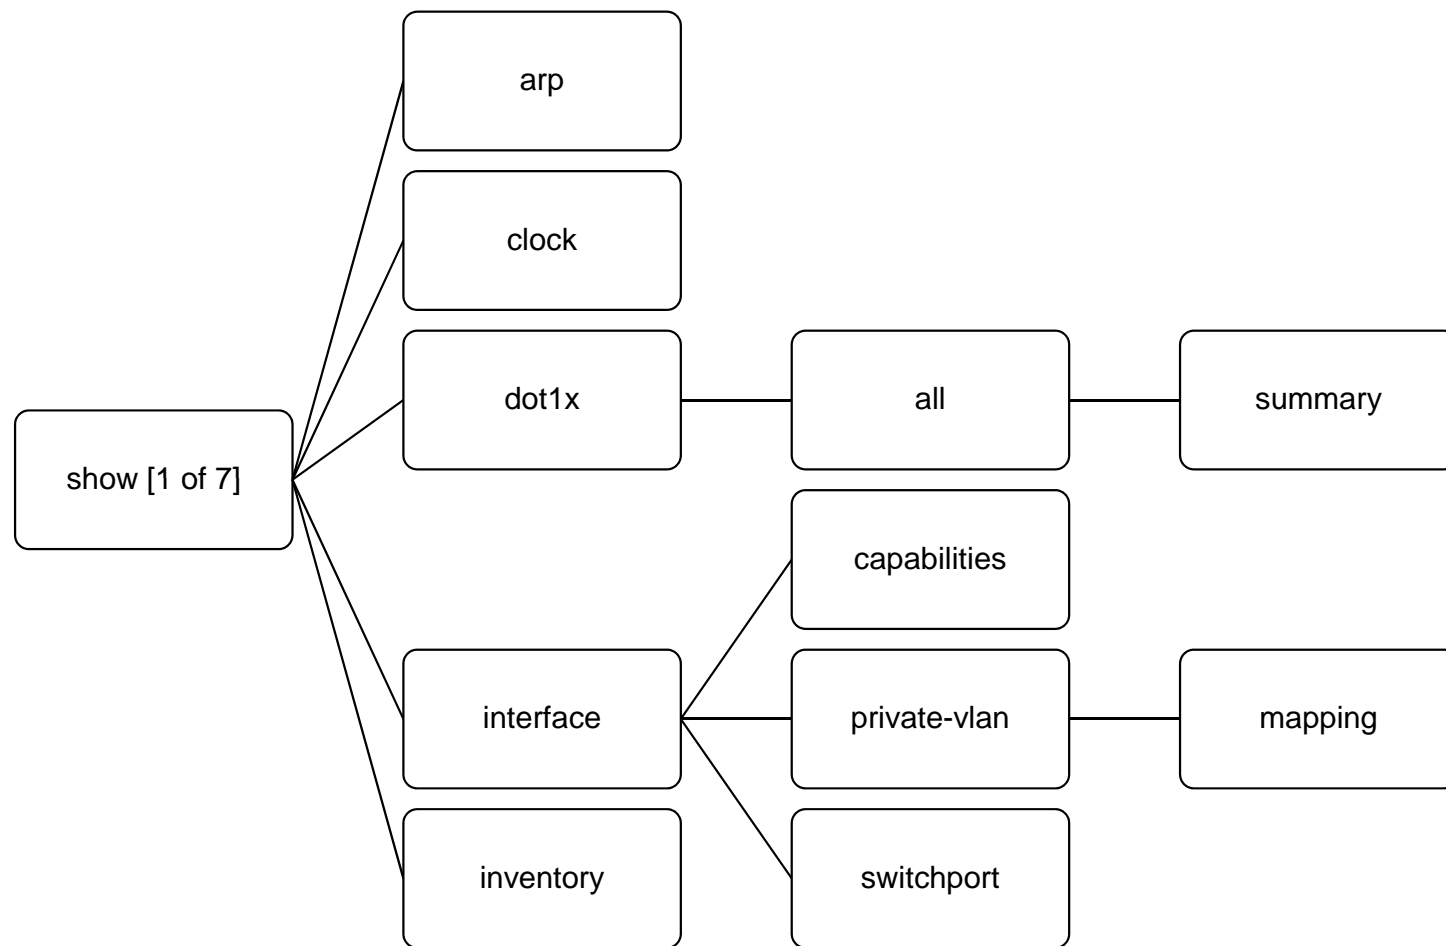 arp
clock
dot1x
all
summary
show [1 of 7]
capabilities
interface
private-vlan
mapping
inventory
switchport